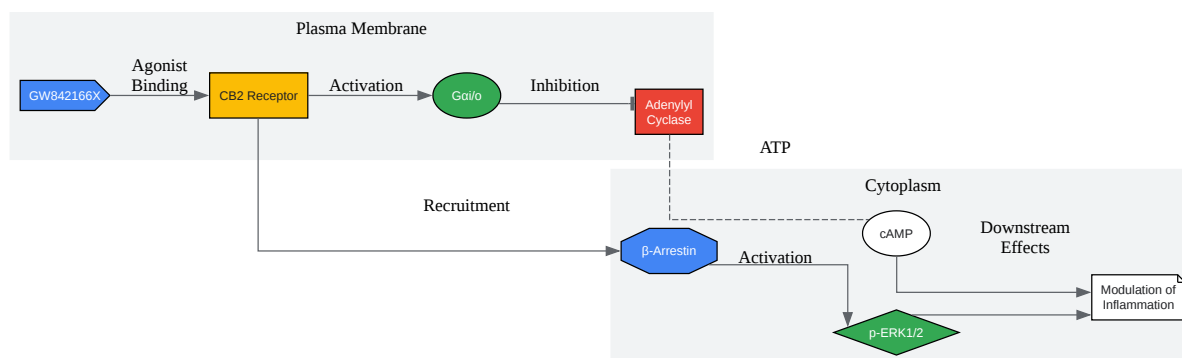 Plasma Membrane
Agonist
Binding
GW842166X
CB2 Receptor
Activation
Gαi/o
Inhibition
Adenylyl
Cyclase
ATP
Cytoplasm
Recruitment
β-Arrestin
Activation
cAMP
Downstream
Effects
Modulation of
Inflammation
p-ERK1/2